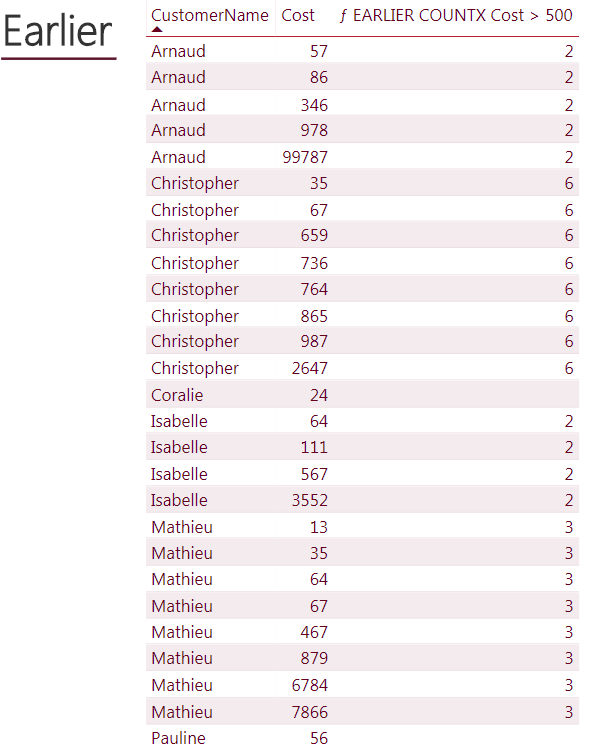 Earlier
CustomerName Cost ƒ EARLIER COUNTX Cost > 500
Arnaud 57 2
Arnaud 86 2
Arnaud 346 2
Arnaud 978 2
Arnaud 99787 2
Christopher 35 6
Christopher 67 6
Christopher 659 6
Christopher 736 6
Christopher 764 6
Christopher 865 6
Christopher 987 6
Christopher 2647 6
Coralie 24
Isabelle 64 2
Isabelle 111 2
Isabelle 567 2
Isabelle 3552 2
Mathieu 13 3
Mathieu 35 3
Mathieu 64 3
Mathieu 67 3
Mathieu 467 3
Mathieu 879 3
Mathieu 6784 3
Mathieu 7866 3
Pauline 56